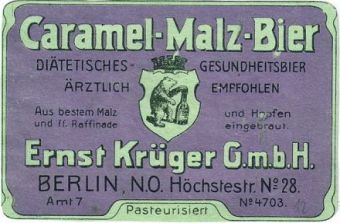 Caramel-Malz-Bier
DIÄTETISCHES- GESUNDHEITSBIER
ÄRZTLICH EMPFOHLEN
Aus bestem Malz und Hopfen
und ff. Raffinade eingebraut.
Ernst Krüger G.m.b.H.
BERLIN, N.O. Höchstestr. No 28.
Amt 7 No 4703.
Pasteurisiert